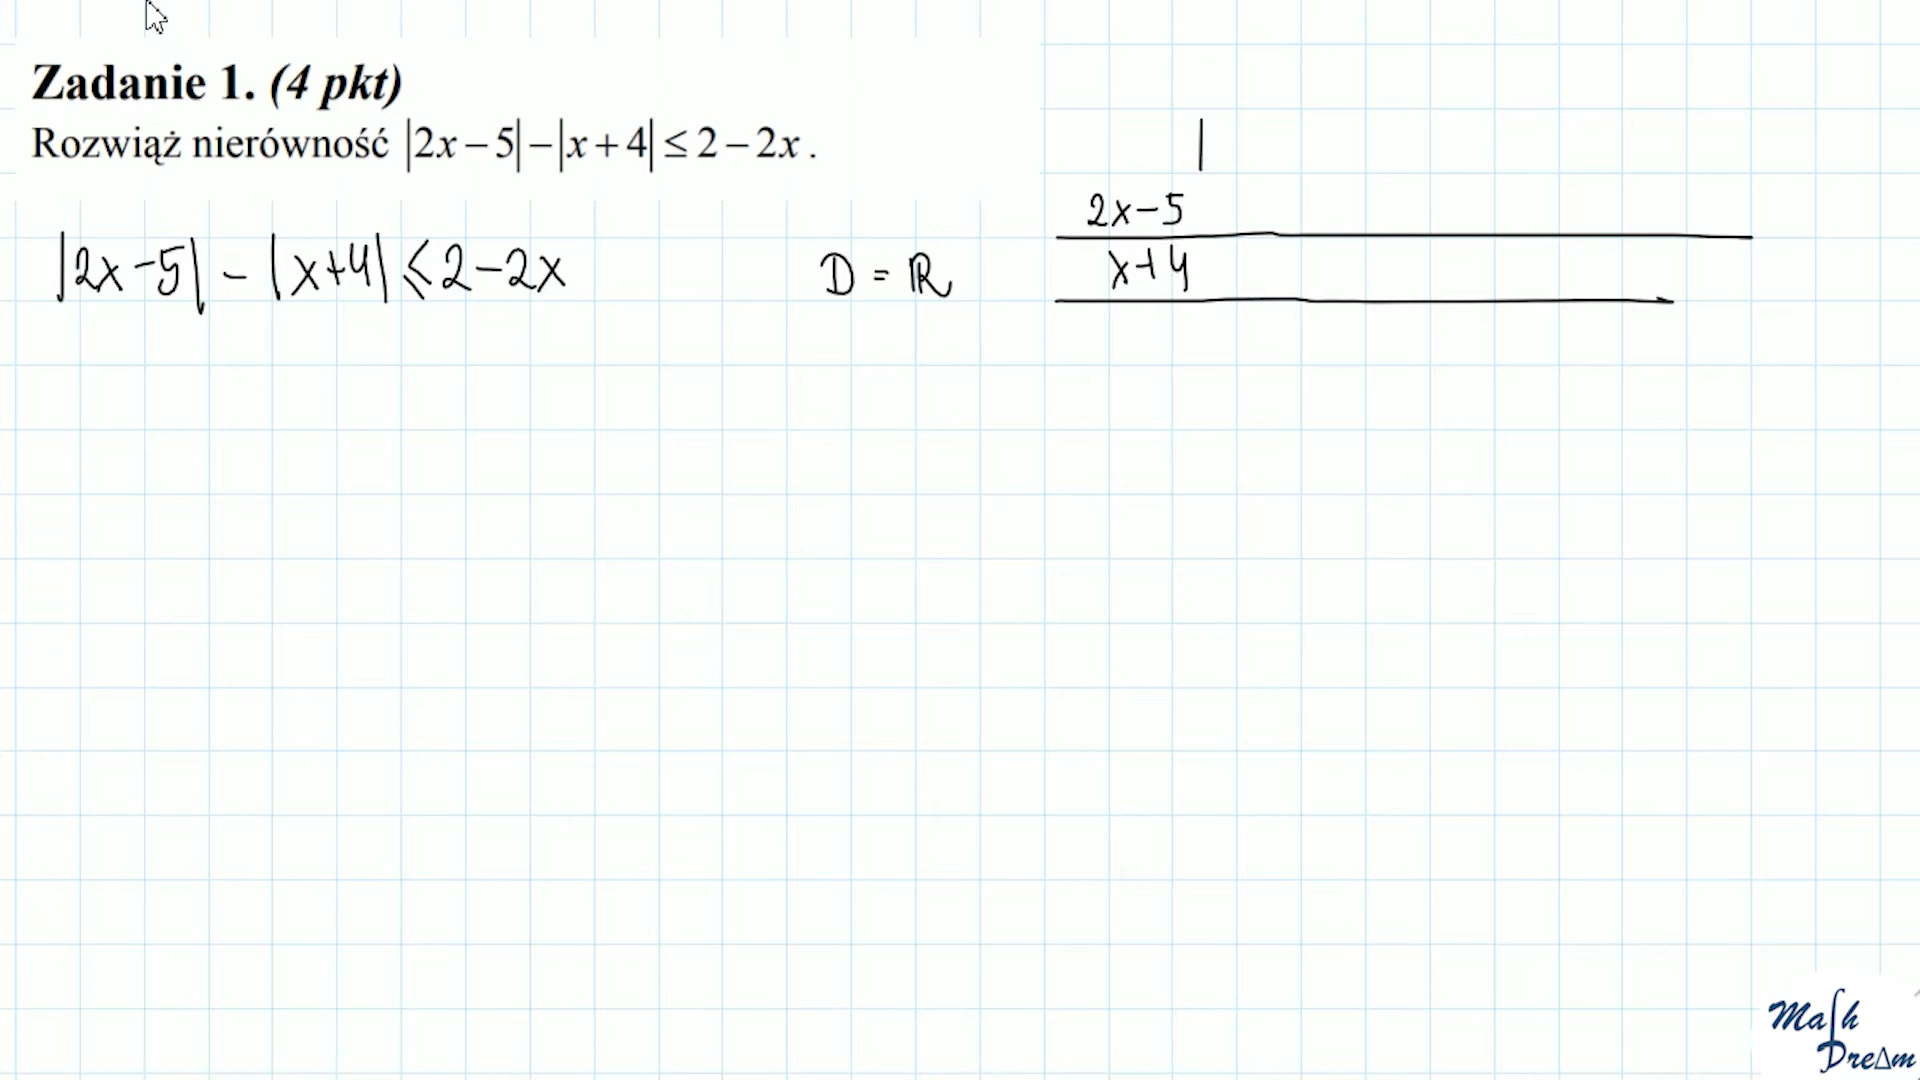 Zadanie 1. (4 pkt)
Rozwiąż nierówność |2x − 5| − |x + 4| ≤ 2 − 2x .
|2x-5| - |x+4| ≤ 2-2x
D = ℝ
2x-5
x+4
Math
Dre∆m